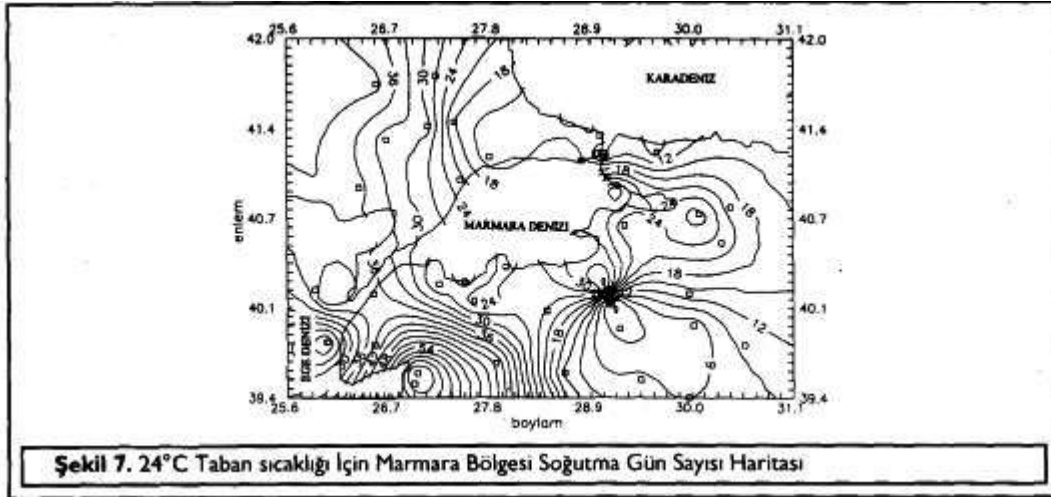 25.6 26.7 27.8 28.9 30.0 31.1
42.0 42.0
36 30 24 18
KARADENIZ
41.4 41.4
12
18 18
24
30
enlem
40.7 24 18 40.7
MARMARA DENİZİ
18
40.1 24 40.1
30 12
18
EGE DENİZİ
54 6
39.4 39.4
25.6 26.7 27.8 28.9 30.0 31.1
boylam
Şekil 7. 24°C Taban sıcaklığı İçin Marmara Bölgesi Soğutma Gün Sayısı Haritası